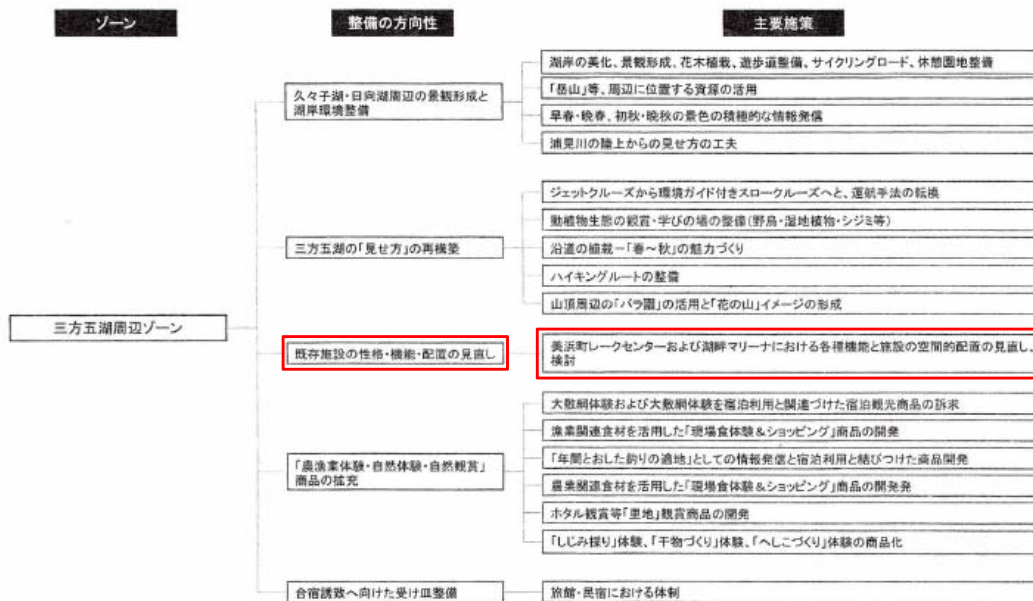 ゾーン
整備の方向性
主要施策
三方五湖周辺ゾーン
久々子湖・日向湖周辺の景観形成と
湖岸環境整備
湖岸の美化、景観形成、花木植栽、遊歩道整備、サイクリングロード、休憩園地整備
「岳山」等、周辺に位置する資源の活用
早春・晩春、初秋・晩秋の景色の積極的な情報発信
浦見川の陸上からの見せ方の工夫
三方五湖の「見せ方」の再構築
ジェットクルーズから環境ガイド付きスロークルーズへと、運航手法の転換
動植物生態の観賞・学びの場の整備(野鳥・湿地植物・シジミ等)
沿道の植栽－「春～秋」の魅力づくり
ハイキングルートの整備
山頂周辺の「バラ園」の活用と「花の山」イメージの形成
既存施設の性格・機能・配置の見直し
美浜町レークセンターおよび湖畔マリーナにおける各種機能と施設の空間的配置の見直し、
検討
「農漁業体験・自然体験・自然観賞」
商品の拡充
大敷網体験および大敷網体験を宿泊利用と関連づけた宿泊観光商品の訴求
漁業関連食材を活用した「現場食体験＆ショッピング」商品の開発
「年間とおした釣りの適地」としての情報発信と宿泊利用と結びつけた商品開発
農業関連食材を活用した「現場食体験＆ショッピング」商品の開発発
ホタル観賞等「里地」観賞商品の開発
「しじみ採り」体験、「干物づくり」体験、「へしこづくり」体験の商品化
合宿誘致へ向けた受け皿整備
旅館・民宿における体制